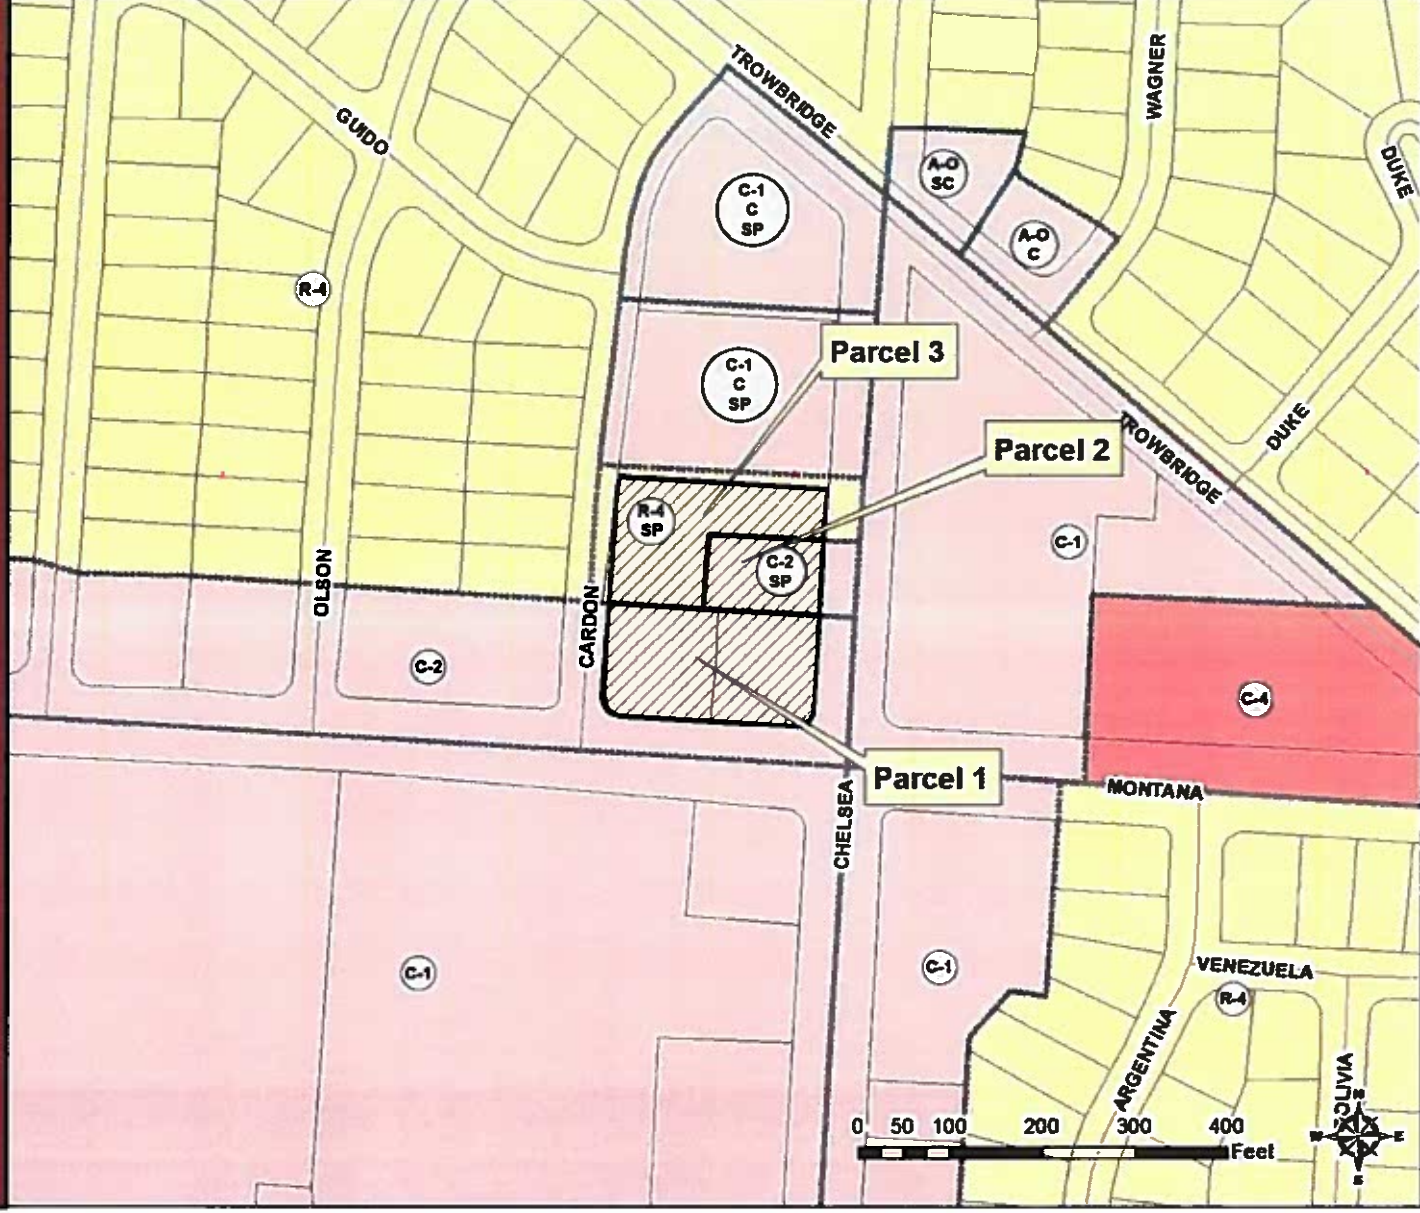 TROWBRIDGE
WAGNER
GUIDO
DUKE
A-O
SC
C-1
C
SP
A-O
C
R-4
Parcel 3
C-1
C
SP
TROWBRIDGE
DUKE
Parcel 2
R-4
SP
C-1
C-2
SP
OLSON
CARDON
C-2
C-4
Parcel 1
MONTANA
CHELSEA
C-1
C-1
VENEZUELA
R-4
ARGENTINA
0 50 100 200 300 400
Feet
N
W E
S